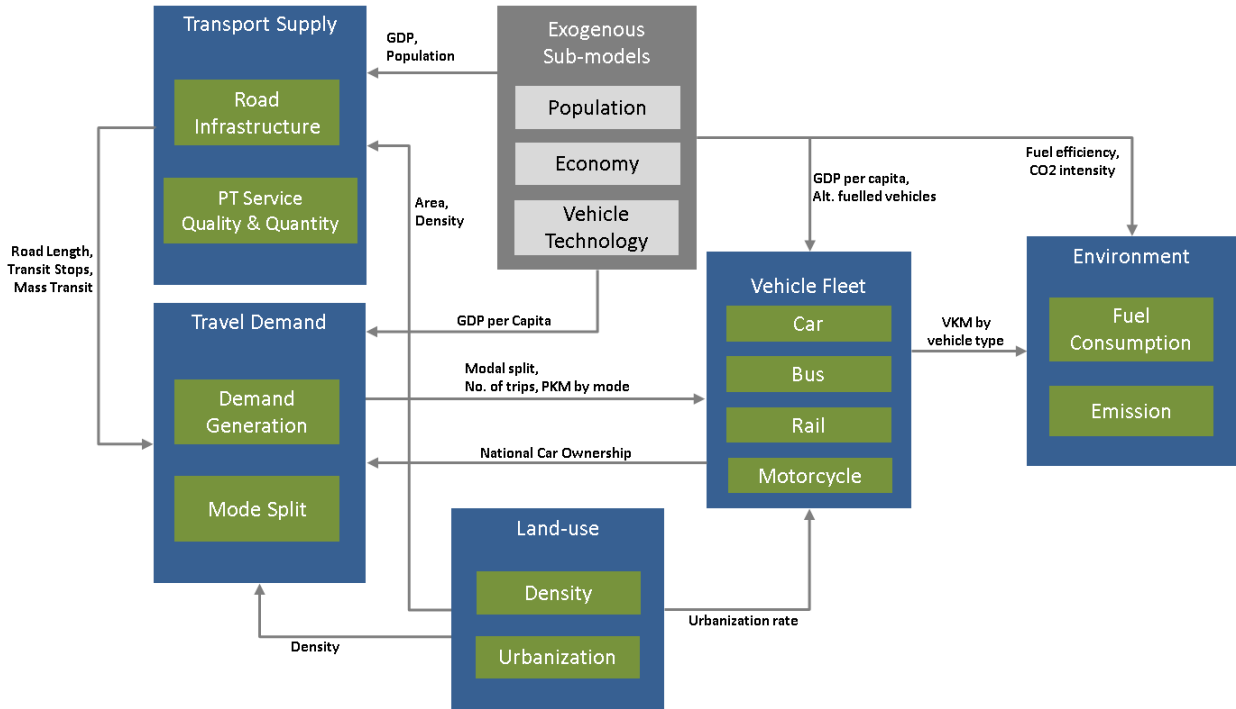 Transport Supply
Road
Infrastructure
PT Service
Quality & Quantity
GDP,
Population
Exogenous
Sub-models
Population
Economy
Vehicle
Technology
Fuel efficiency,
CO2 intensity
GDP per capita,
Alt. fuelled vehicles
Area,
Density
Road Length,
Transit Stops,
Mass Transit
Travel Demand
Demand
Generation
Mode Split
GDP per Capita
Modal split,
No. of trips, PKM by mode
National Car Ownership
Vehicle Fleet
Car
Bus
Rail
Motorcycle
VKM by
vehicle type
Environment
Fuel
Consumption
Emission
Land-use
Density
Urbanization
Density
Urbanization rate